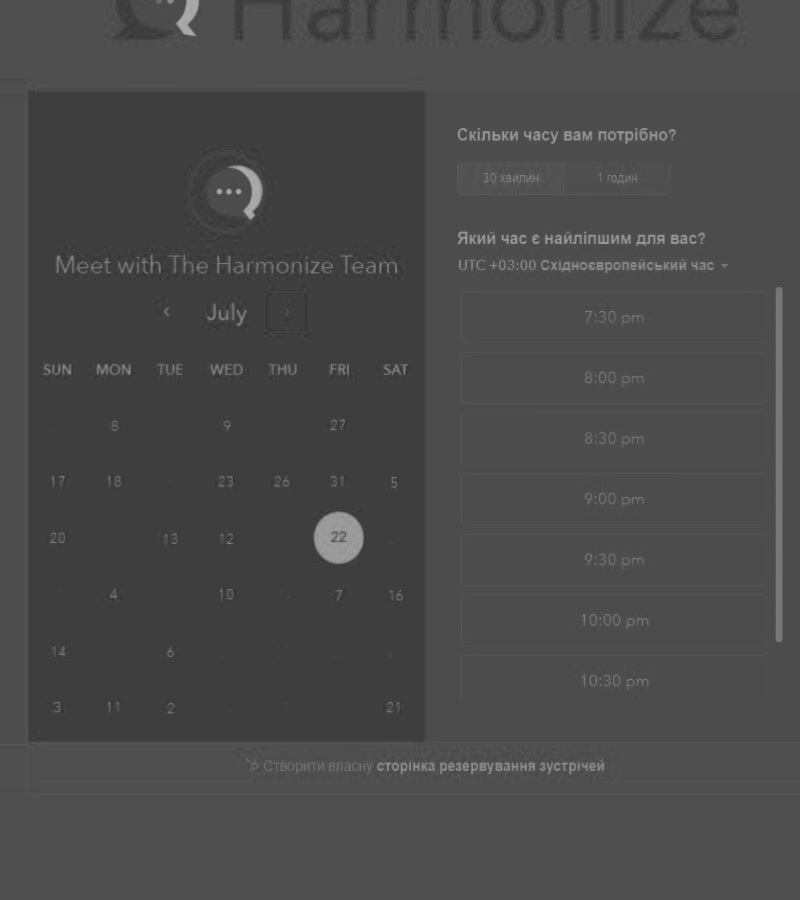 Harmonize
Meet with The Harmonize Team
July
SUN MON TUE WED THU FRI SAT
8 9 27
17 18 23 26 31 5
20 13 12 22
4 10 7 16
14 6
3 11 2 21
Скільки часу вам потрібно?
30 хвилин 1 годин
Який час є найліпшим для вас?
UTC +03:00 Східноєвропейський час
7:30 pm
8:00 pm
8:30 pm
9:00 pm
9:30 pm
10:00 pm
10:30 pm
Створити власну сторінка резервування зустрічей